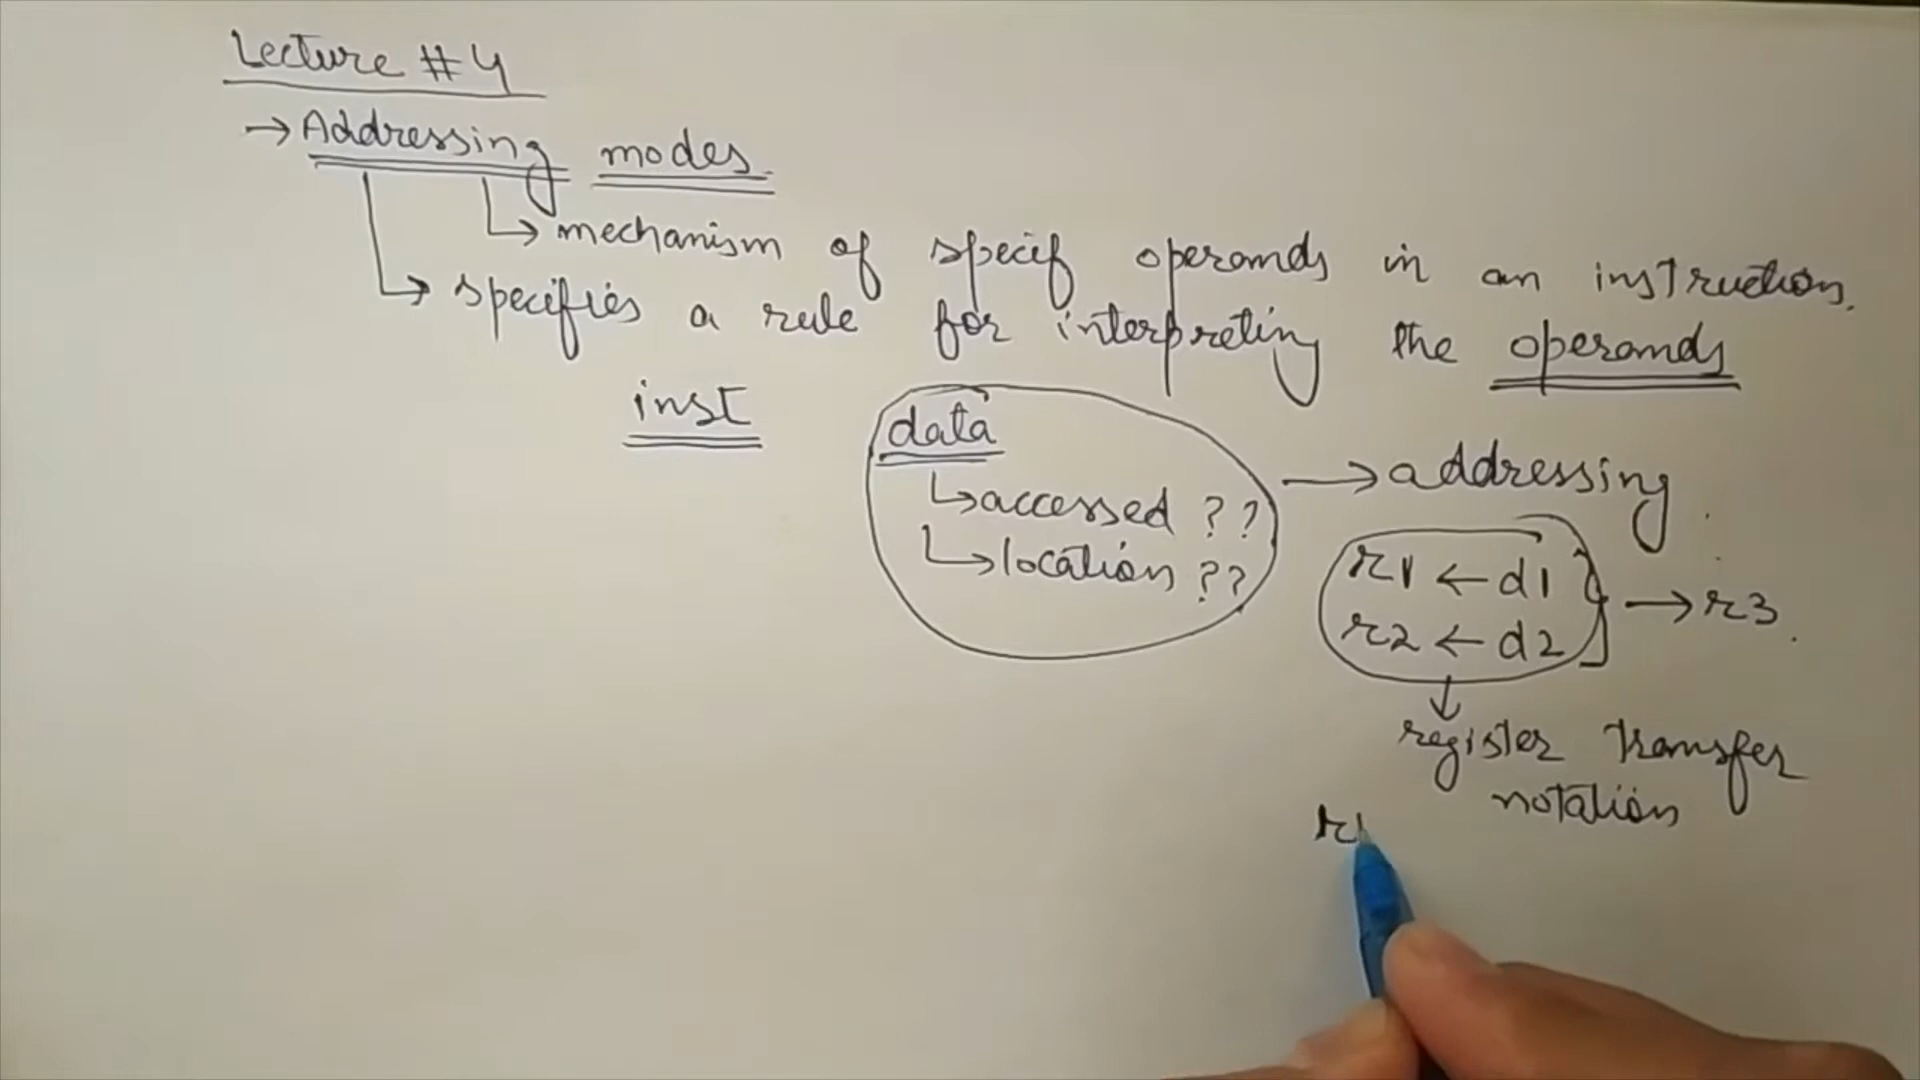 Lecture #4
→ Addressing modes
↳ mechanism of specif operands in an instruction.
↳ specifies a rule for interpreting the operands
inst
data
↳ accessed ??
↳ location ??
→ addressing
r1 ← d1
r2 ← d2
→ r3.
↓
register transfer
notation
r1